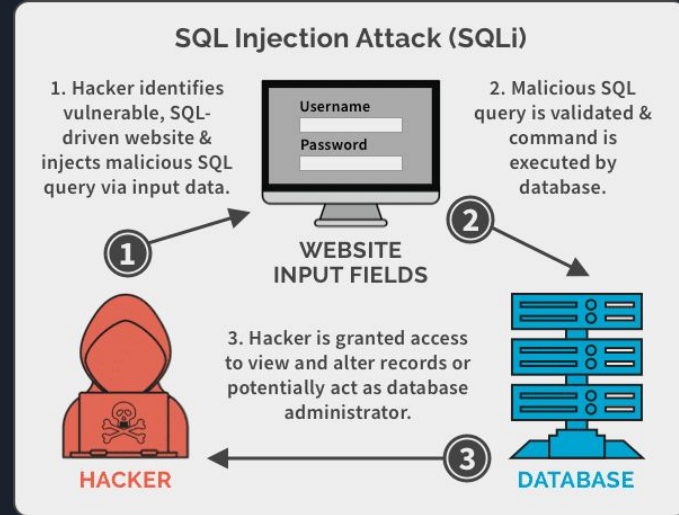 SQL Injection Attack (SQLi)
1. Hacker identifies
vulnerable, SQL-
driven website &
injects malicious SQL
query via input data.
Username
Password
2. Malicious SQL
query is validated &
command is
executed by
database.
1
2
WEBSITE
INPUT FIELDS
3. Hacker is granted access
to view and alter records or
potentially act as database
administrator.
3
HACKER
DATABASE